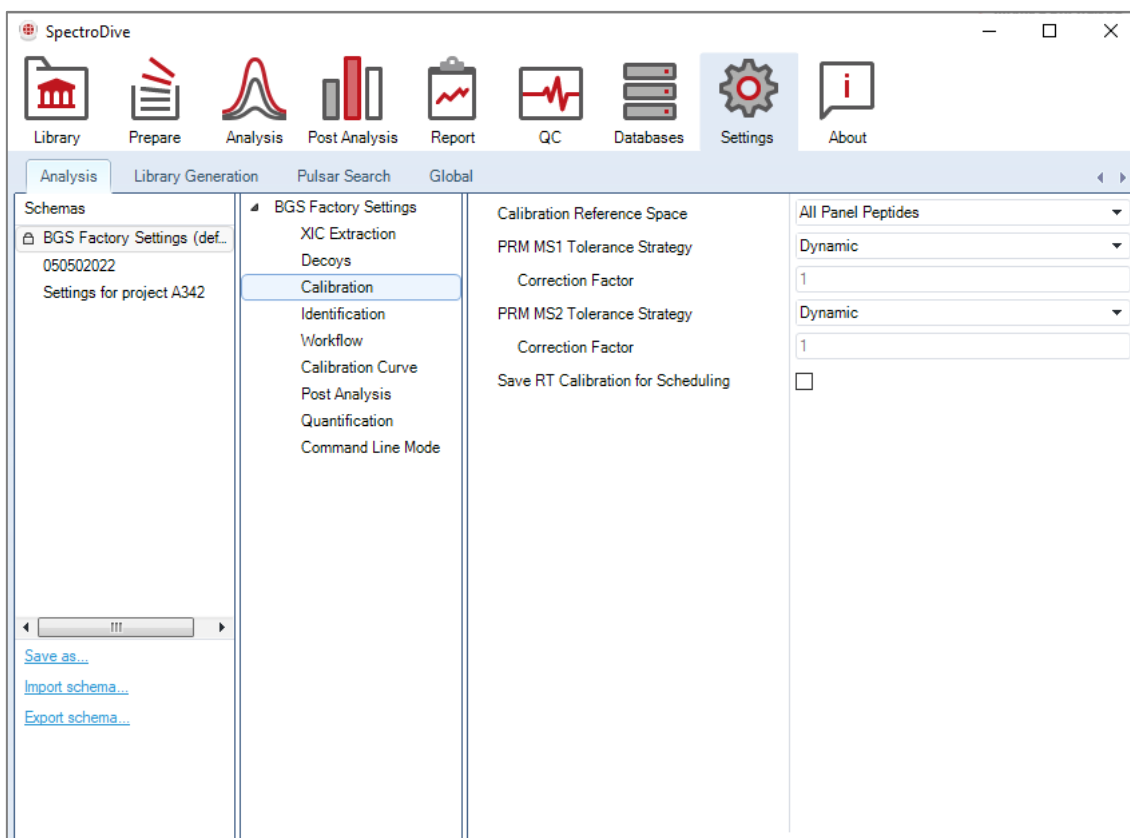 SpectroDive
Library Prepare Analysis Post Analysis Report QC Databases Settings About
Analysis Library Generation Pulsar Search Global
Schemas
BGS Factory Settings (def...
050502022
Settings for project A342
Save as...
Import schema...
Export schema...
BGS Factory Settings
XIC Extraction
Decoys
Calibration
Identification
Workflow
Calibration Curve
Post Analysis
Quantification
Command Line Mode
Calibration Reference Space All Panel Peptides
PRM MS1 Tolerance Strategy Dynamic
Correction Factor 1
PRM MS2 Tolerance Strategy Dynamic
Correction Factor 1
Save RT Calibration for Scheduling